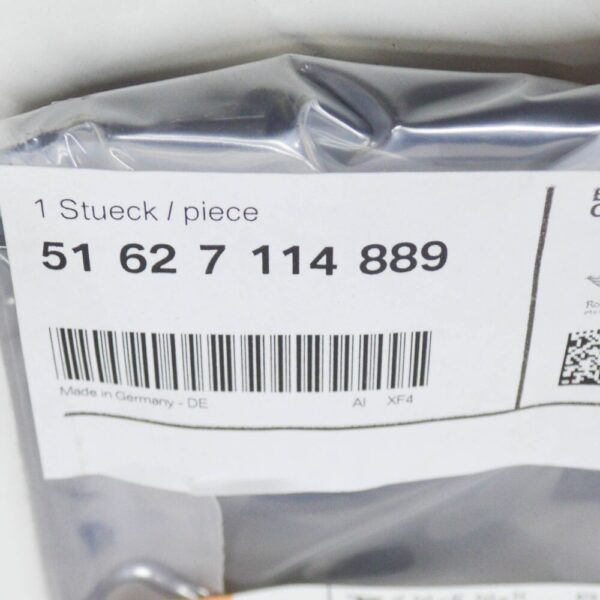 1 Stueck / piece
51 62 7 114 889
Made in Germany - DE AI XF4